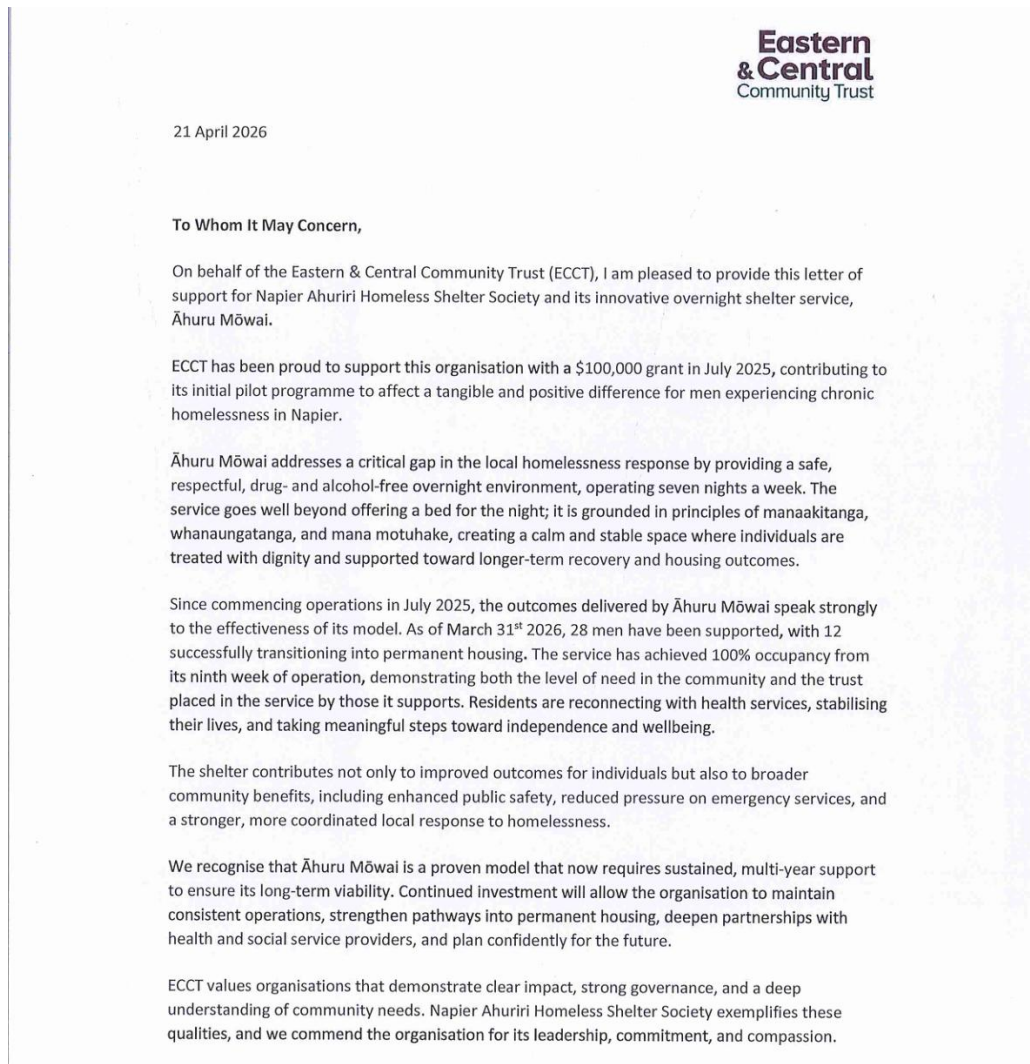 Eastern
& Central
Community Trust
21 April 2026
To Whom It May Concern,
On behalf of the Eastern & Central Community Trust (ECCT), I am pleased to provide this letter of
support for Napier Ahuriri Homeless Shelter Society and its innovative overnight shelter service,
Āhuru Mōwai.
ECCT has been proud to support this organisation with a $100,000 grant in July 2025, contributing to
its initial pilot programme to affect a tangible and positive difference for men experiencing chronic
homelessness in Napier.
Āhuru Mōwai addresses a critical gap in the local homelessness response by providing a safe,
respectful, drug- and alcohol-free overnight environment, operating seven nights a week. The
service goes well beyond offering a bed for the night; it is grounded in principles of manaakitanga,
whanaungatanga, and mana motuhake, creating a calm and stable space where individuals are
treated with dignity and supported toward longer-term recovery and housing outcomes.
Since commencing operations in July 2025, the outcomes delivered by Āhuru Mōwai speak strongly
to the effectiveness of its model. As of March 31st 2026, 28 men have been supported, with 12
successfully transitioning into permanent housing. The service has achieved 100% occupancy from
its ninth week of operation, demonstrating both the level of need in the community and the trust
placed in the service by those it supports. Residents are reconnecting with health services, stabilising
their lives, and taking meaningful steps toward independence and wellbeing.
The shelter contributes not only to improved outcomes for individuals but also to broader
community benefits, including enhanced public safety, reduced pressure on emergency services, and
a stronger, more coordinated local response to homelessness.
We recognise that Āhuru Mōwai is a proven model that now requires sustained, multi-year support
to ensure its long-term viability. Continued investment will allow the organisation to maintain
consistent operations, strengthen pathways into permanent housing, deepen partnerships with
health and social service providers, and plan confidently for the future.
ECCT values organisations that demonstrate clear impact, strong governance, and a deep
understanding of community needs. Napier Ahuriri Homeless Shelter Society exemplifies these
qualities, and we commend the organisation for its leadership, commitment, and compassion.